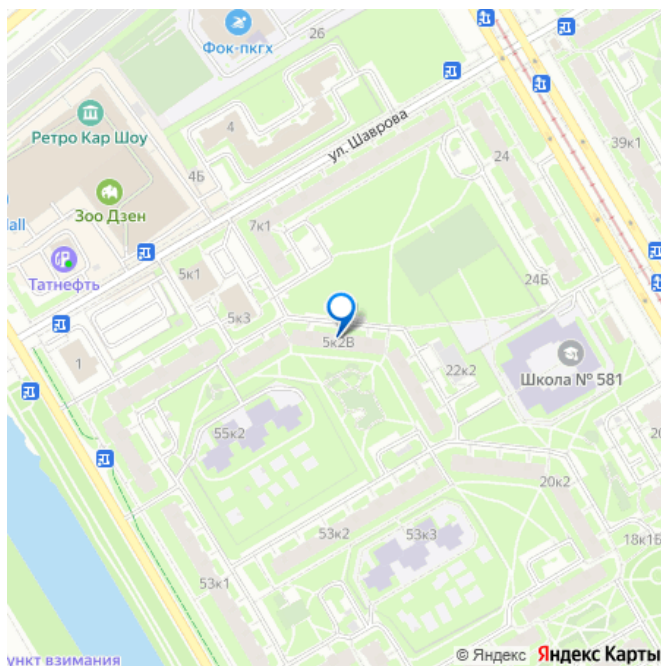 Фок-пкгх
26
4
ул. Шаврова
39к1
Ретро Кар Шоу
24
4Б
Зоо Дзен
all
7к1
Татнефть
5к1
24Б
5к3
5к2В
1
22к2
Школа № 581
55к2
20к2
53к2
53к3
18к1Б
53к1
ункт взимания
© Яндекс Яндекс Карты